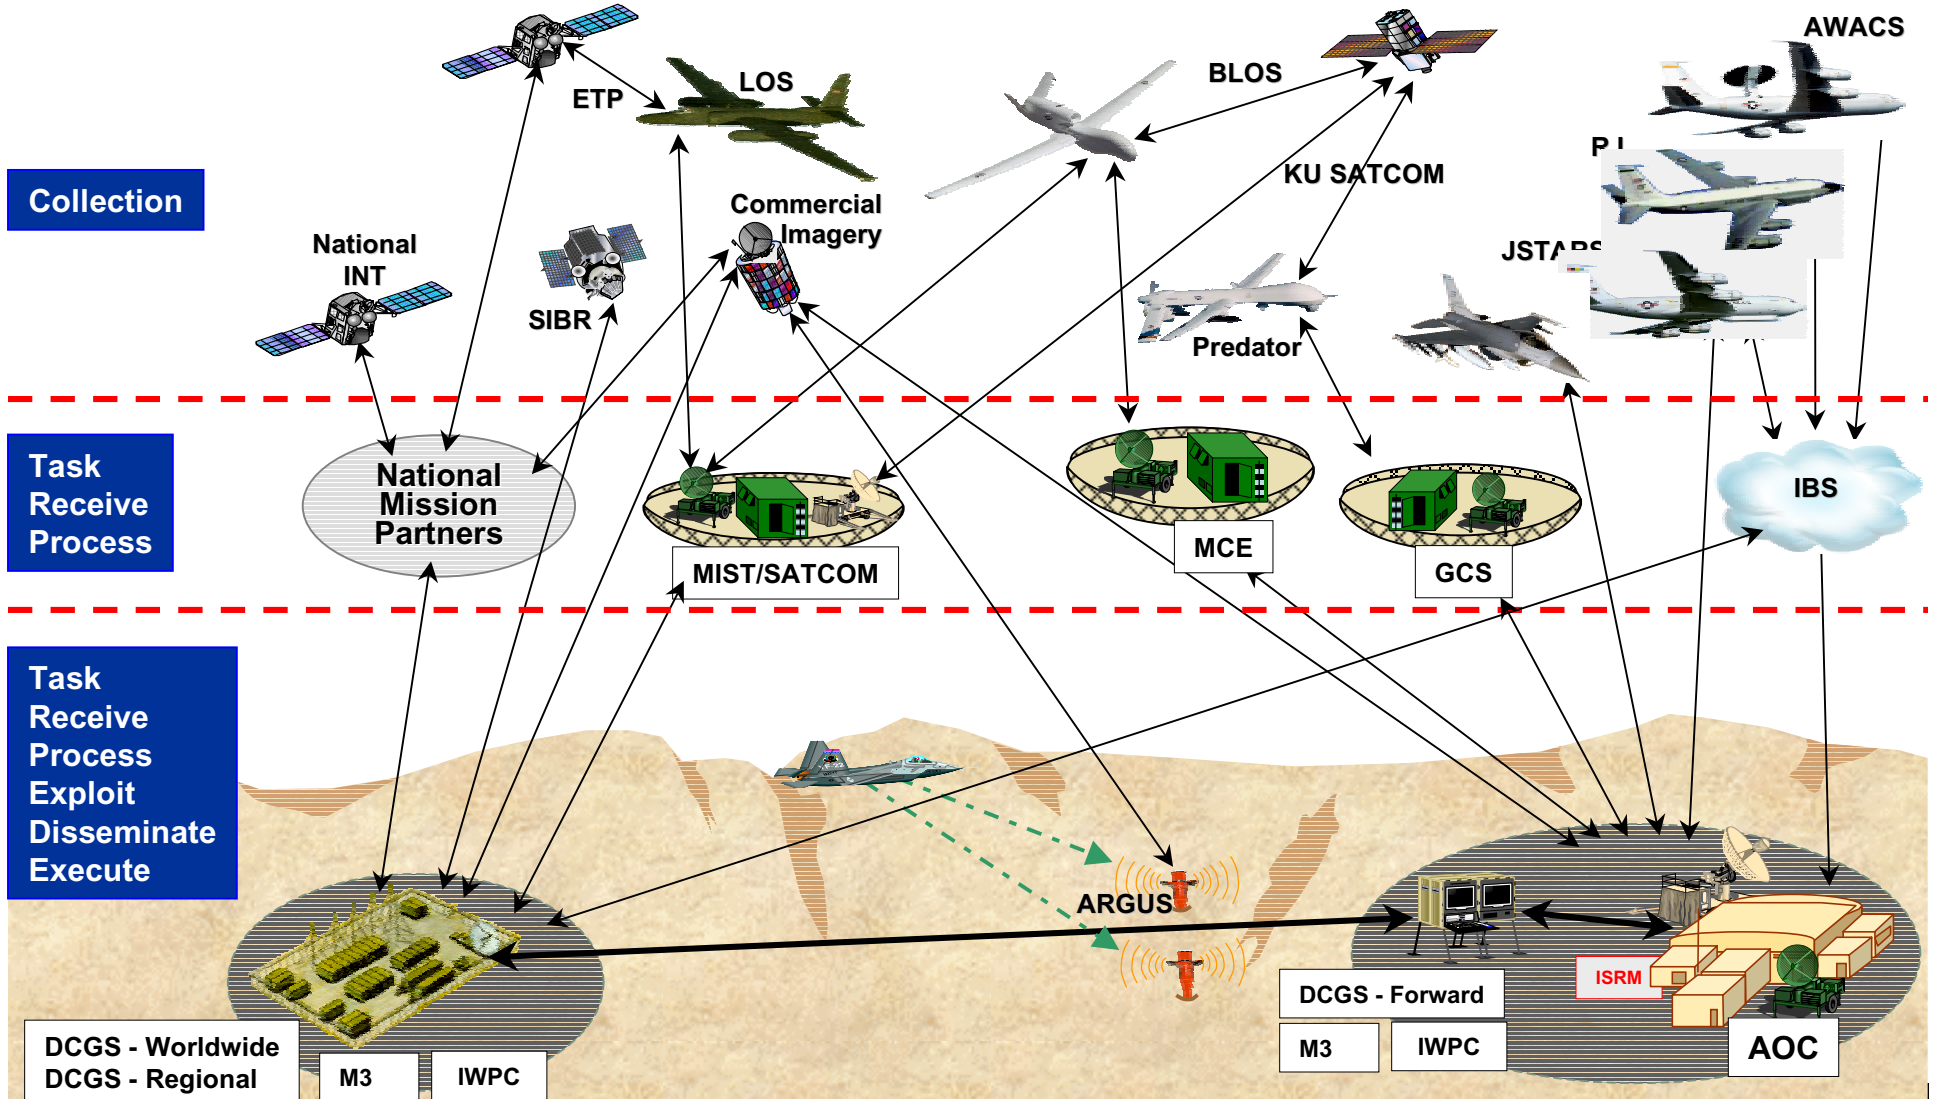 AWACS
LOS
BLOS
ETP
KU SATCOM
Collection
Commercial
Imagery
National
INT
SIBR
Predator
Task
Receive
Process
National
Mission
Partners
MIST/SATCOM
MCE
GCS
IBS
Task
Receive
Process
Exploit
Disseminate
Execute
ARGUS
ISRM
DCGS - Forward
M3
IWPC
AOC
DCGS - Worldwide
DCGS - Regional
M3
IWPC